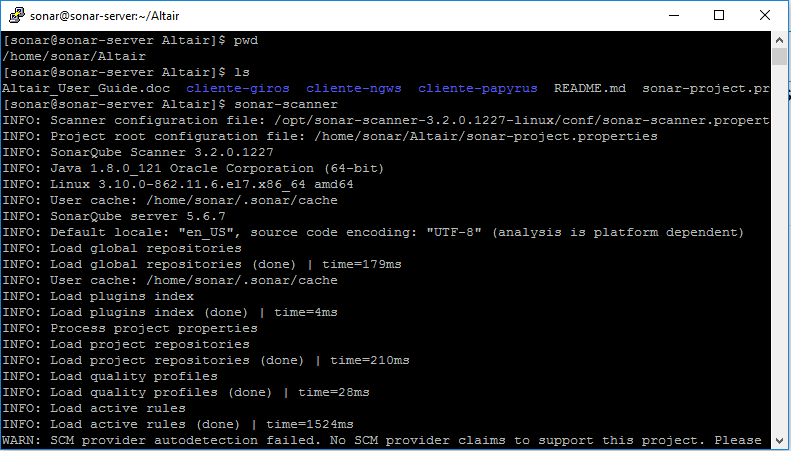 sonar@sonar-server:~/Altair
[sonar@sonar-server Altair]$ pwd
/home/sonar/Altair
[sonar@sonar-server Altair]$ ls
Altair_User_Guide.doc  cliente-giros  cliente-ngws  cliente-papyrus  README.md  sonar-project.pr
[sonar@sonar-server Altair]$ sonar-scanner
INFO: Scanner configuration file: /opt/sonar-scanner-3.2.0.1227-linux/conf/sonar-scanner.propert
INFO: Project root configuration file: /home/sonar/Altair/sonar-project.properties
INFO: SonarQube Scanner 3.2.0.1227
INFO: Java 1.8.0_121 Oracle Corporation (64-bit)
INFO: Linux 3.10.0-862.11.6.el7.x86_64 amd64
INFO: User cache: /home/sonar/.sonar/cache
INFO: SonarQube server 5.6.7
INFO: Default locale: "en_US", source code encoding: "UTF-8" (analysis is platform dependent)
INFO: Load global repositories
INFO: Load global repositories (done) | time=179ms
INFO: User cache: /home/sonar/.sonar/cache
INFO: Load plugins index
INFO: Load plugins index (done) | time=4ms
INFO: Process project properties
INFO: Load project repositories
INFO: Load project repositories (done) | time=210ms
INFO: Load quality profiles
INFO: Load quality profiles (done) | time=28ms
INFO: Load active rules
INFO: Load active rules (done) | time=1524ms
WARN: SCM provider autodetection failed. No SCM provider claims to support this project. Please